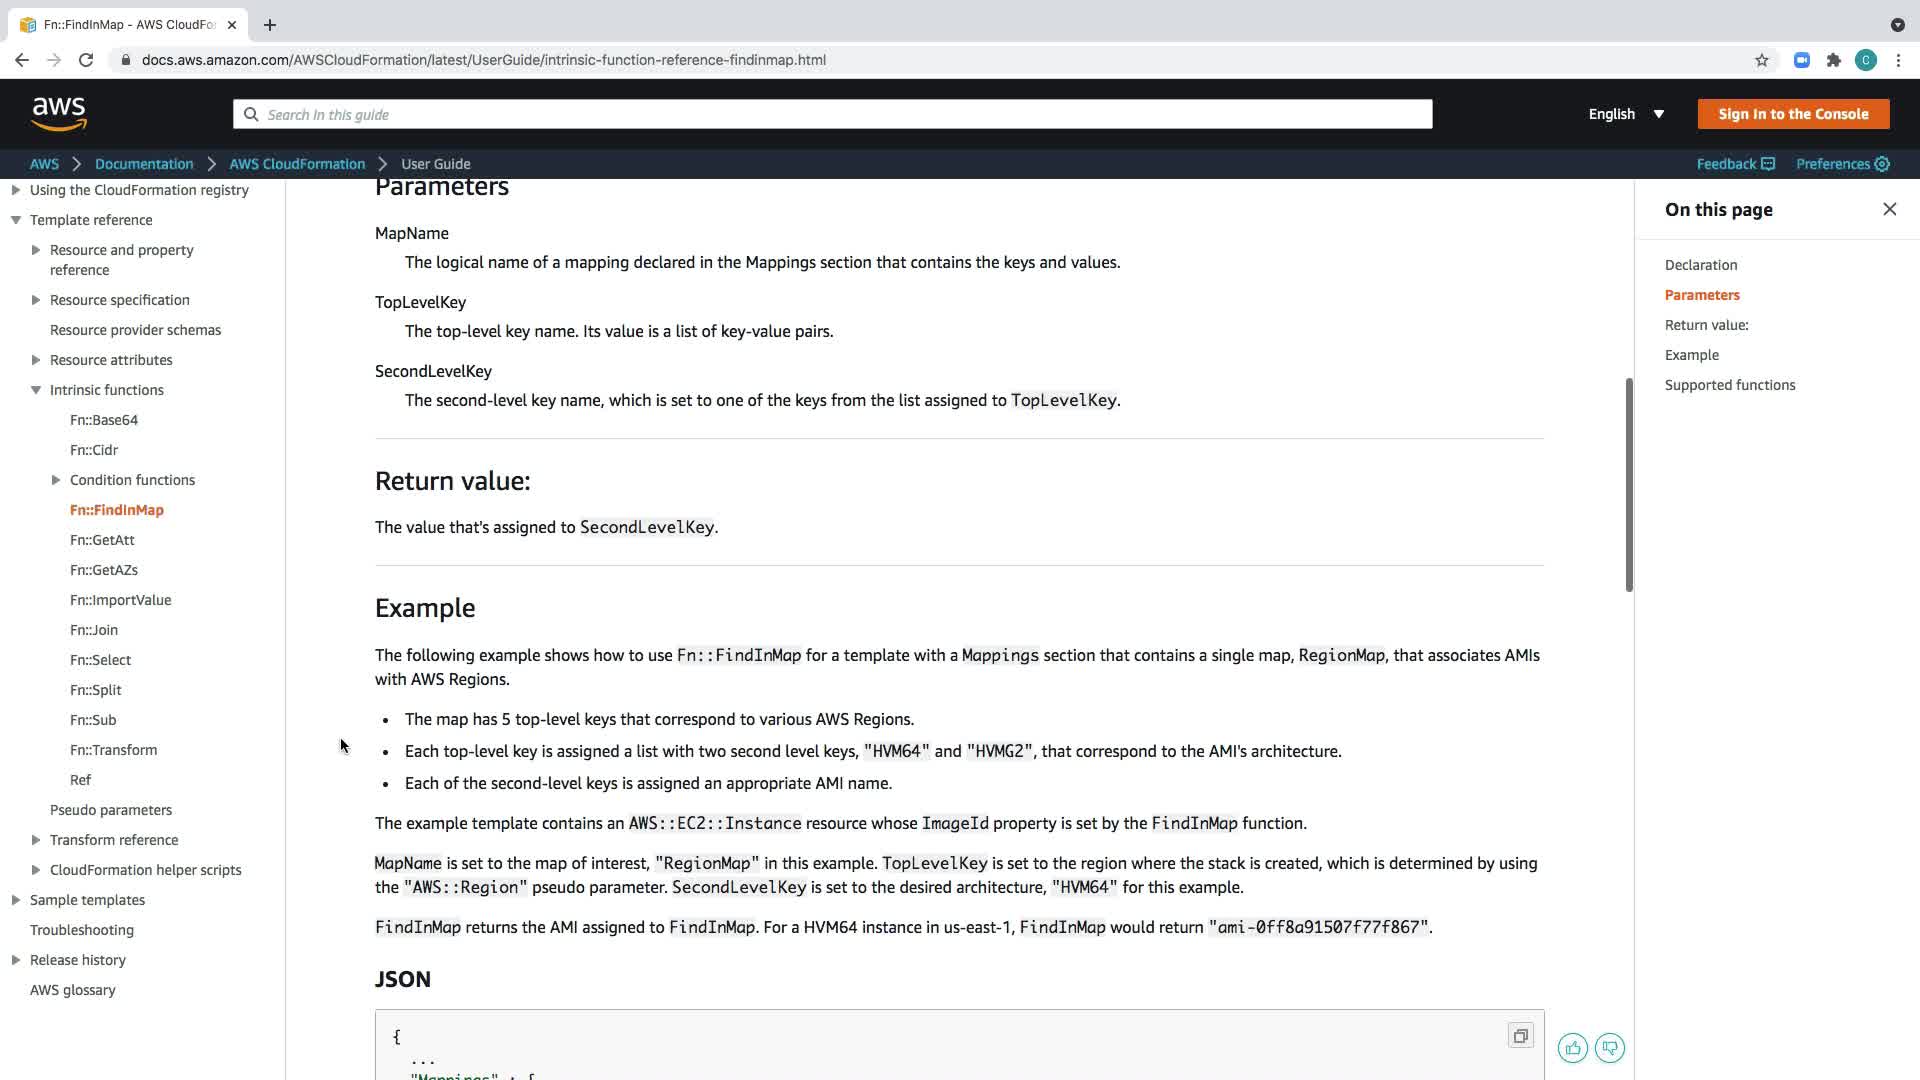 Fn::FindInMap - AWS CloudFo
docs.aws.amazon.com/AWSCloudFormation/latest/UserGuide/intrinsic-function-reference-findinmap.html
C
aws
Search in this guide
English
Sign In to the Console
AWS
Documentation
AWS CloudFormation
User Guide
Feedback
Preferences
Using the CloudFormation registry
Template reference
Resource and property
reference
Resource specification
Resource provider schemas
Resource attributes
Intrinsic functions
Fn::Base64
Fn::Cidr
Condition functions
Fn::FindInMap
Fn::GetAtt
Fn::GetAZs
Fn::ImportValue
Fn::Join
Fn::Select
Fn::Split
Fn::Sub
Fn::Transform
Ref
Pseudo parameters
Transform reference
CloudFormation helper scripts
Sample templates
Troubleshooting
Release history
AWS glossary
Parameters
MapName
The logical name of a mapping declared in the Mappings section that contains the keys and values.
TopLevelKey
The top-level key name. Its value is a list of key-value pairs.
SecondLevelKey
The second-level key name, which is set to one of the keys from the list assigned to TopLevelKey.
Return value:
The value that's assigned to SecondLevelKey.
Example
The following example shows how to use Fn::FindInMap for a template with a Mappings section that contains a single map, RegionMap, that associates AMIs
with AWS Regions.
• The map has 5 top-level keys that correspond to various AWS Regions.
• Each top-level key is assigned a list with two second level keys, "HVM64" and "HVMG2", that correspond to the AMI's architecture.
• Each of the second-level keys is assigned an appropriate AMI name.
The example template contains an AWS::EC2::Instance resource whose ImageId property is set by the FindInMap function.
MapName is set to the map of interest, "RegionMap" in this example. TopLevelKey is set to the region where the stack is created, which is determined by using
the "AWS::Region" pseudo parameter. SecondLevelKey is set to the desired architecture, "HVM64" for this example.
FindInMap returns the AMI assigned to FindInMap. For a HVM64 instance in us-east-1, FindInMap would return "ami-0ff8a91507f77f867".
JSON
{
...
"Mappings" : {
On this page
Declaration
Parameters
Return value:
Example
Supported functions